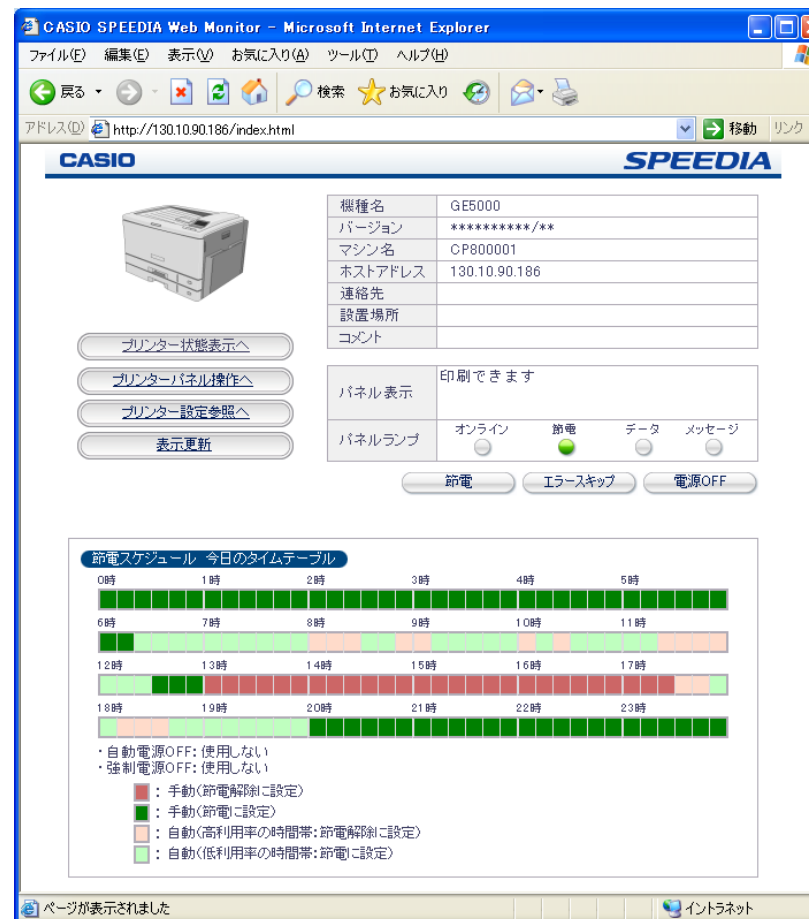 CASIO SPEEDIA Web Monitor - Microsoft Internet Explorer
ファイル(F) 編集(E) 表示(V) お気に入り(A) ツール(T) ヘルプ(H)
戻る 検索 お気に入り
アドレス(D) http://130.10.90.186/index.html 移動 リンク
CASIO SPEEDIA
機種名 GE5000
バージョン **********/**
マシン名 CP800001
ホストアドレス 130.10.90.186
連絡先
設置場所
コメント
プリンター状態表示へ
プリンターパネル操作へ
プリンター設定参照へ
表示更新
パネル表示 印刷できます
パネルランプ オンライン 節電 データ メッセージ
節電 エラースキップ 電源OFF
節電スケジュール 今日のタイムテーブル
0時 1時 2時 3時 4時 5時
6時 7時 8時 9時 10時 11時
12時 13時 14時 15時 16時 17時
18時 19時 20時 21時 22時 23時
・自動電源OFF:使用しない
・強制電源OFF:使用しない
:手動(節電解除に設定)
:手動(節電に設定)
:自動(高利用率の時間帯:節電解除に設定)
:自動(低利用率の時間帯:節電に設定)
ページが表示されました イントラネット